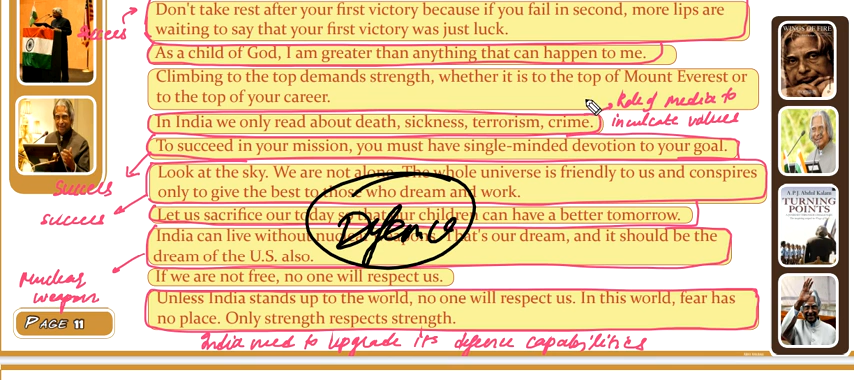 Don't take rest after your first victory because if you fail in second, more lips are
waiting to say that your first victory was just luck.
As a child of God, I am greater than anything that can happen to me.
Climbing to the top demands strength, whether it is to the top of Mount Everest or
to the top of your career.
In India we only read about death, sickness, terrorism, crime.
Role of media to
inculcate values
To succeed in your mission, you must have single-minded devotion to your goal.
Success
Look at the sky. We are not alone. The whole universe is friendly to us and conspires
only to give the best to those who dream and work.
success
Let us sacrifice our today so that our children can have a better tomorrow.
Defence
India can live without nuclear weapons. That's our dream, and it should be the
dream of the U.S. also.
Nuclear
weapon
If we are not free, no one will respect us.
Unless India stands up to the world, no one will respect us. In this world, fear has
no place. Only strength respects strength.
PAGE 11
India need to upgrade its defence capabilities
WINGS OF FIRE
A.P.J. Abdul Kalam
TURNING
POINTS